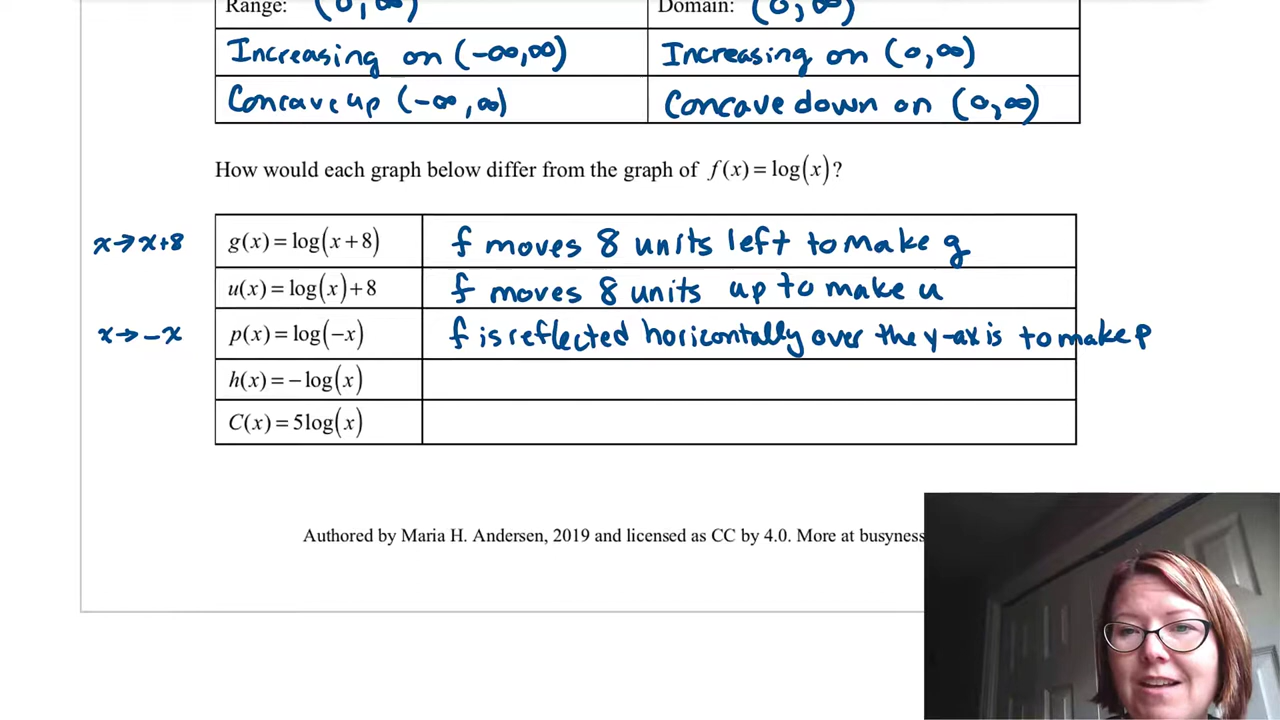 Range: (0,∞) Domain: (0,∞)
Increasing on (-∞,∞) Increasing on (0,∞)
Concave up (-∞,∞) Concave down on (0,∞)
How would each graph below differ from the graph of f(x)=log(x)?
x→x+8 g(x)=log(x+8) f moves 8 units left to make g
u(x)=log(x)+8 f moves 8 units up to make u
x→-x p(x)=log(-x) f is reflected horizontally over the y-axis to make p
h(x)=-log(x)
C(x)=5log(x)
Authored by Maria H. Andersen, 2019 and licensed as CC by 4.0. More at busyness